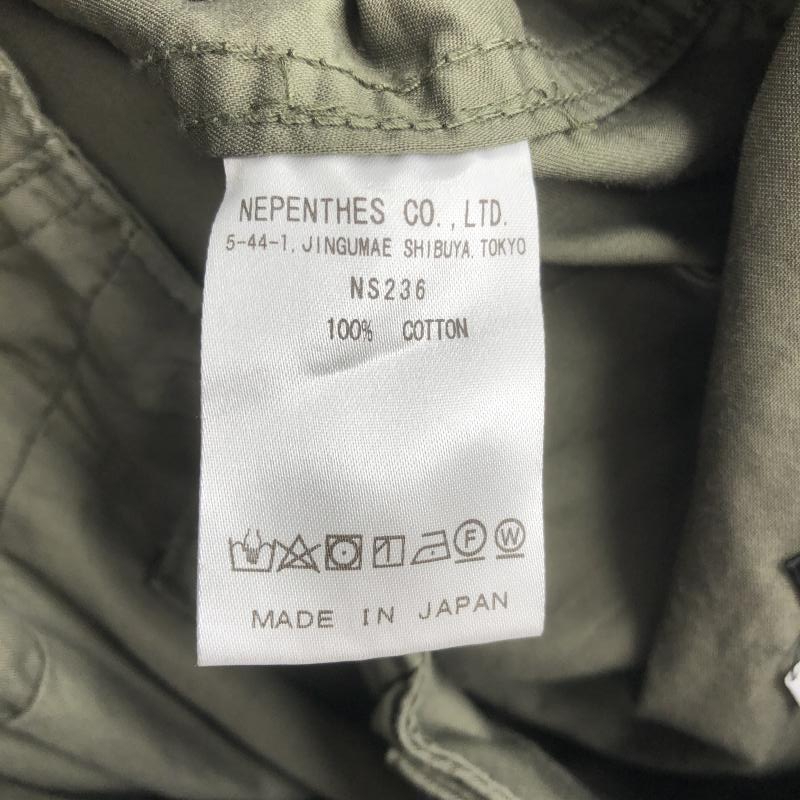 NEPENTHES CO.,LTD.
5-44-1. JINGUMAE SHIBUYA. TOKYO
NS236
100% COTTON
F W
MADE IN JAPAN